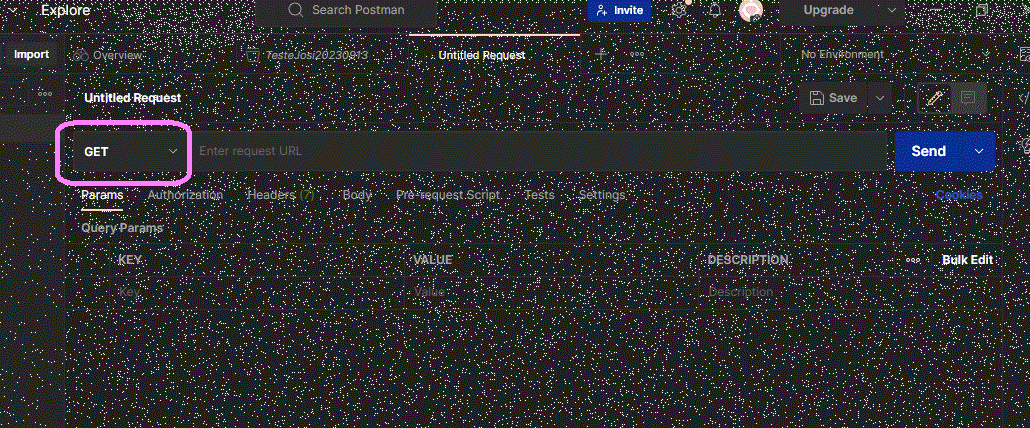 Explore Search Postman Invite Upgrade
Import Overview TesteJosi20230913 Untitled Request No Environment
Untitled Request Save
GET Enter request URL Send
Params Authorization Headers (7) Body Pre-request Script Tests Settings Cookies
Query Params
KEY VALUE DESCRIPTION Bulk Edit
Key Value Description